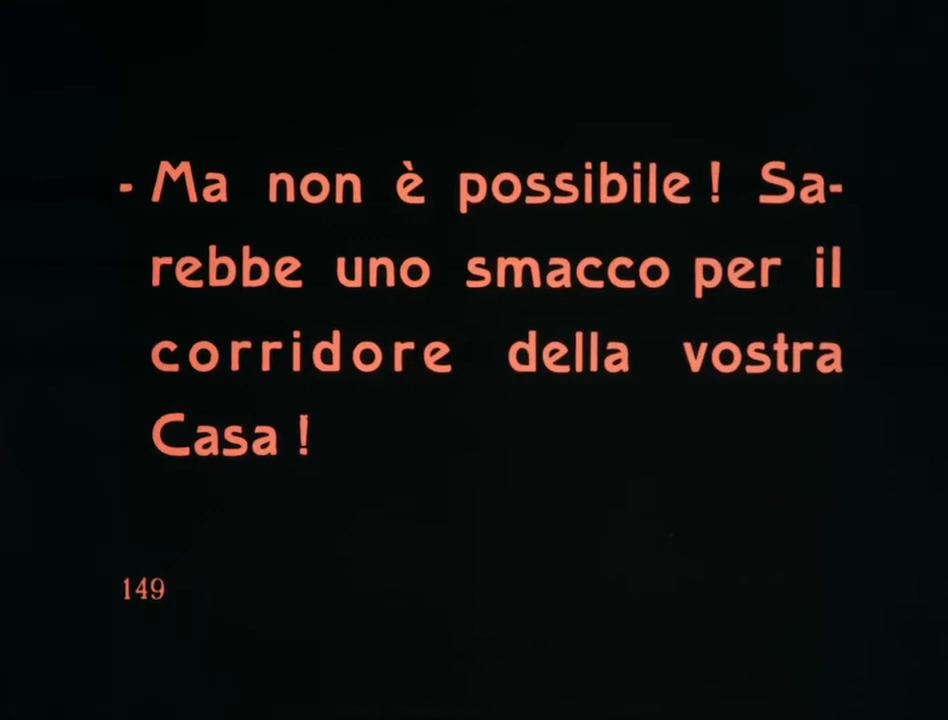 - Ma non è possibile! Sa-
rebbe uno smacco per il
corridore della vostra
Casa!
149